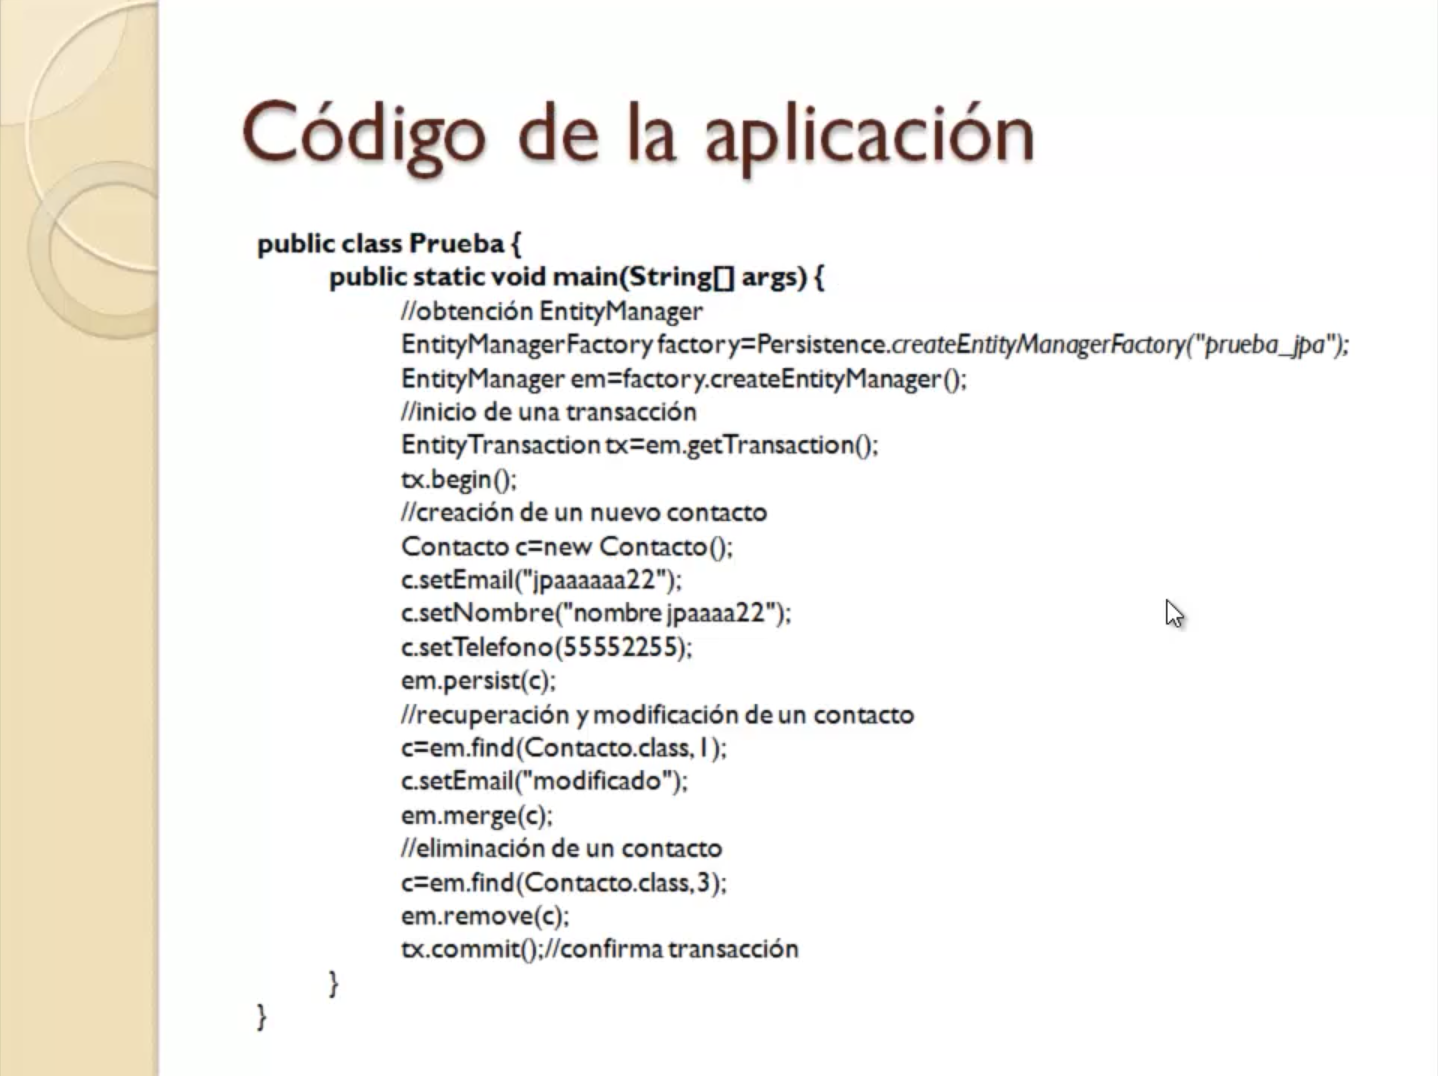 Código de la aplicación
public class Prueba {
public static void main(String[] args) {
//obtención EntityManager
EntityManagerFactory factory=Persistence.createEntityManagerFactory("prueba_jpa");
EntityManager em=factory.createEntityManager();
//inicio de una transacción
EntityTransaction tx=em.getTransaction();
tx.begin();
//creación de un nuevo contacto
Contacto c=new Contacto();
c.setEmail("jpaaaaaa22");
c.setNombre("nombre jpaaaa22");
c.setTelefono(55552255);
em.persist(c);
//recuperación y modificación de un contacto
c=em.find(Contacto.class,1);
c.setEmail("modificado");
em.merge(c);
//eliminación de un contacto
c=em.find(Contacto.class,3);
em.remove(c);
tx.commit();//confirma transacción
}
}